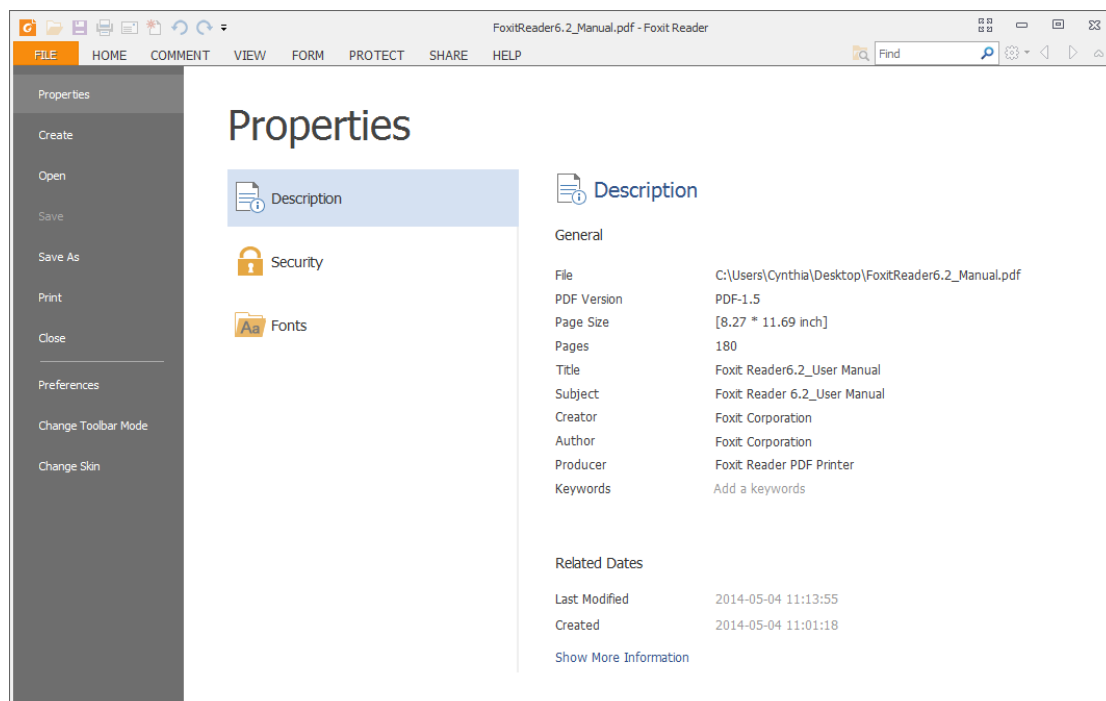 FoxitReader6.2_Manual.pdf - Foxit Reader
FILE HOME COMMENT VIEW FORM PROTECT SHARE HELP Find
Properties
Create
Open
Save
Save As
Print
Close
Preferences
Change Toolbar Mode
Change Skin
Properties
Description
Security
Aa Fonts
Description
General
File C:\Users\Cynthia\Desktop\FoxitReader6.2_Manual.pdf
PDF Version PDF-1.5
Page Size [8.27 * 11.69 inch]
Pages 180
Title Foxit Reader6.2_User Manual
Subject Foxit Reader 6.2_User Manual
Creator Foxit Corporation
Author Foxit Corporation
Producer Foxit Reader PDF Printer
Keywords Add a keywords
Related Dates
Last Modified 2014-05-04 11:13:55
Created 2014-05-04 11:01:18
Show More Information